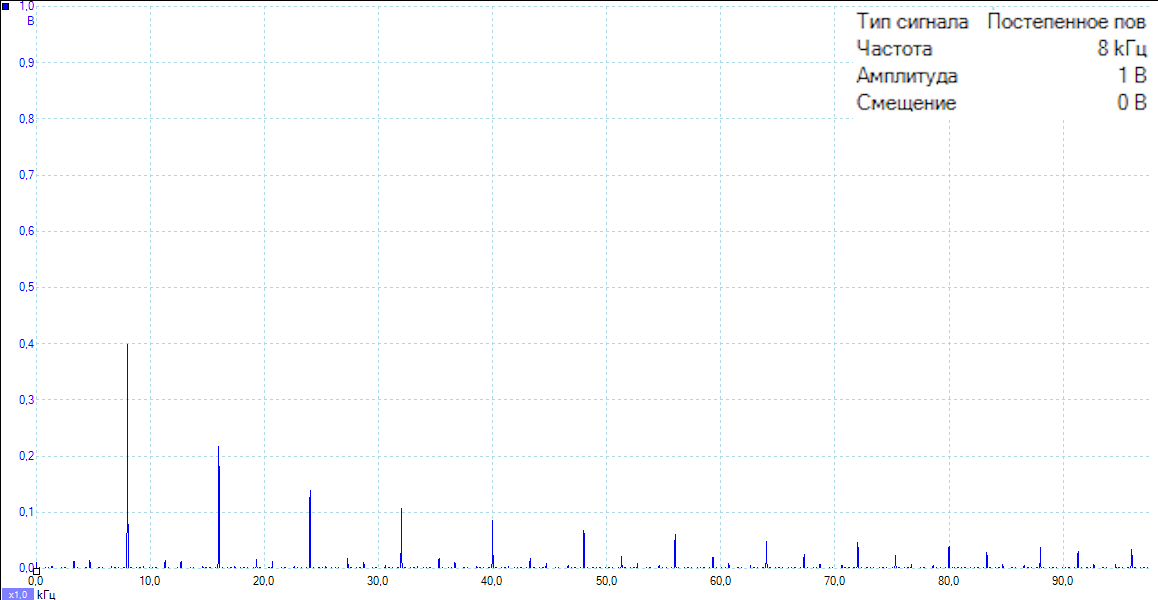 1,0
В
Тип сигнала Постепенное пов
Частота 8 kГц
Амплитуда 1 В
Смещение 0 В
0,9
0,8
0,7
0,6
0,5
0,4
0,3
0,2
0,1
0,0
0,0 10,0 20,0 30,0 40,0 50,0 60,0 70,0 80,0 90,0
x1,0 kГц